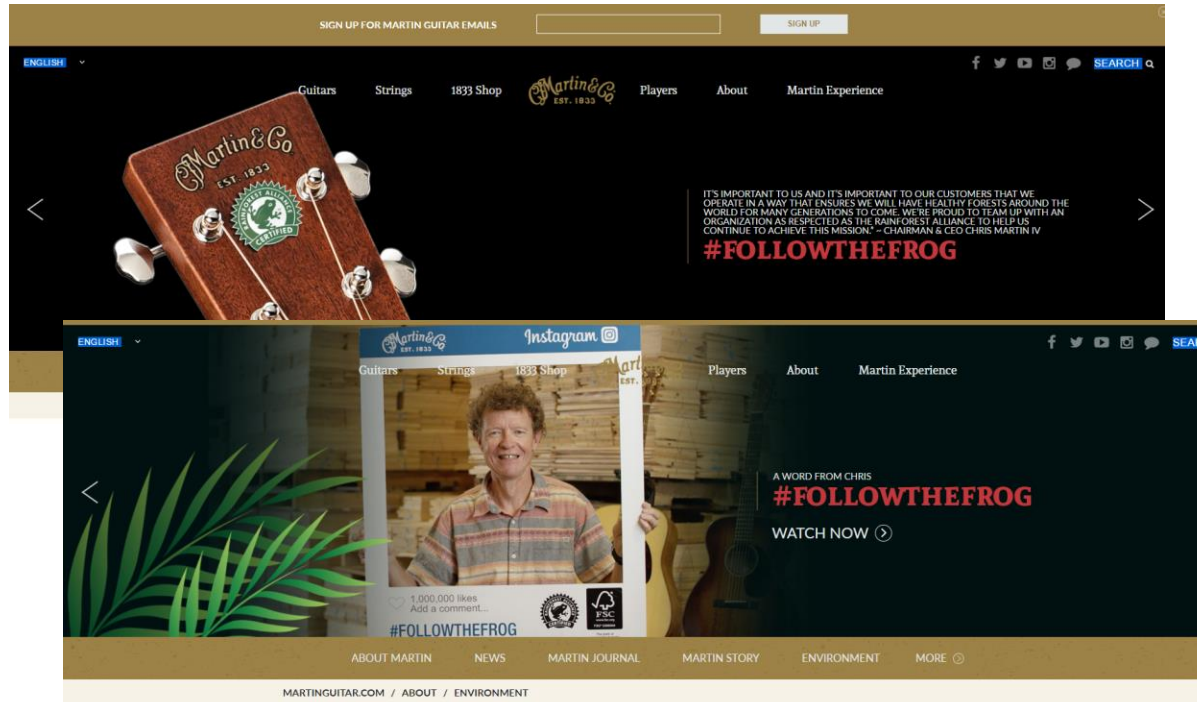 SIGN UP FOR MARTIN GUITAR EMAILS
SIGN UP
ENGLISH
SEARCH
Guitars Strings 1833 Shop Martin & Co. EST. 1833 Players About Martin Experience
Martin & Co
EST. 1833
RAINFOREST ALLIANCE
CERTIFIED
IT'S IMPORTANT TO US AND IT'S IMPORTANT TO OUR CUSTOMERS THAT WE
OPERATE IN A WAY THAT ENSURES WE WILL HAVE HEALTHY FORESTS AROUND THE
WORLD FOR MANY GENERATIONS TO COME. WE'RE PROUD TO TEAM UP WITH AN
ORGANIZATION AS RESPECTED AS THE RAINFOREST ALLIANCE TO HELP US
CONTINUE TO ACHIEVE THIS MISSION." ~ CHAIRMAN & CEO CHRIS MARTIN IV
#FOLLOWTHEFROG
ENGLISH
SEA
Martin & Co.
EST. 1833
Instagram
Guitars Strings 1833 Shop Mart EST. Players About Martin Experience
A WORD FROM CHRIS
#FOLLOWTHEFROG
WATCH NOW
1,000,000 likes
Add a comment...
#FOLLOWTHEFROG
FSC
ABOUT MARTIN NEWS MARTIN JOURNAL MARTIN STORY ENVIRONMENT MORE
MARTINGUITAR.COM / ABOUT / ENVIRONMENT